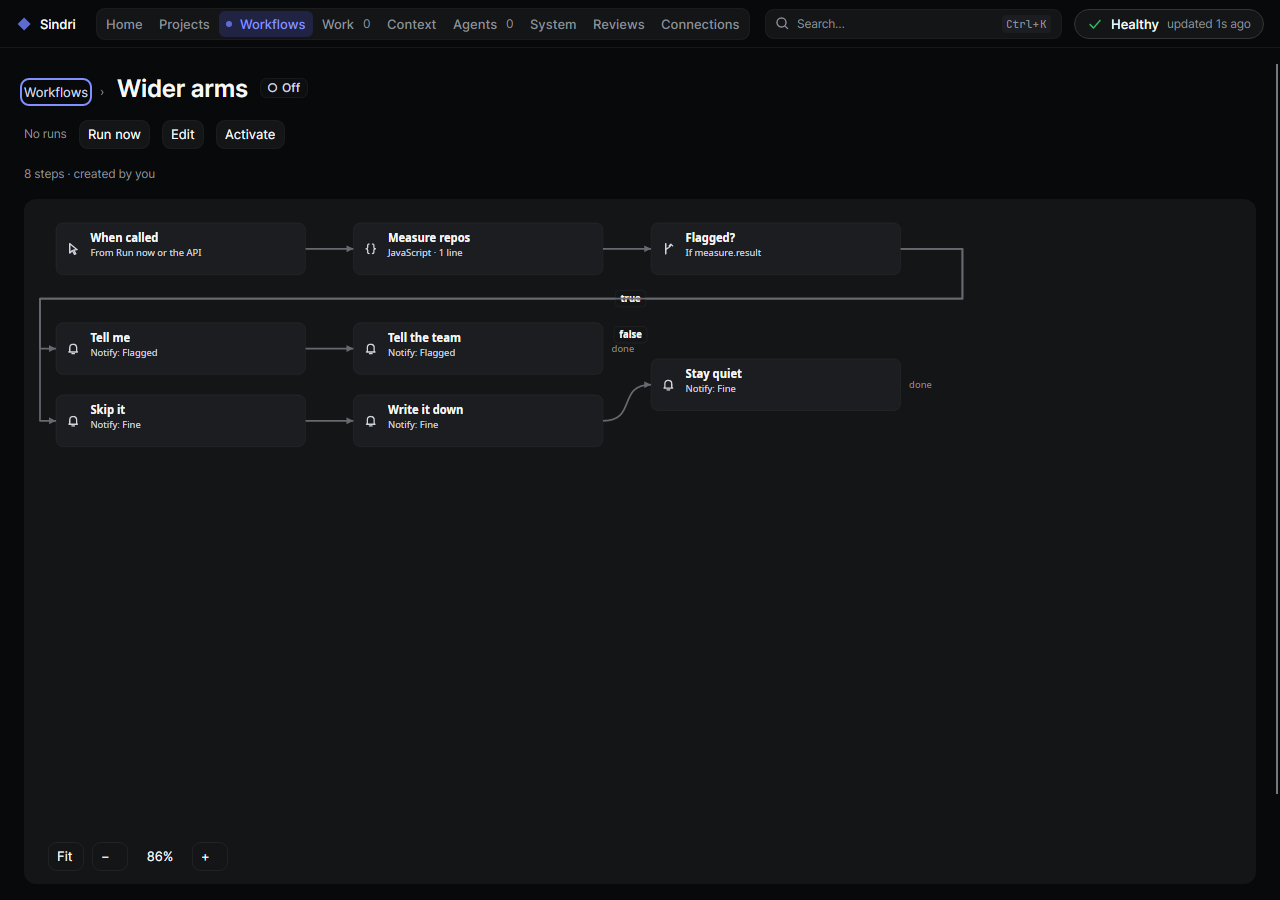 Sindri
Home
Projects
Workflows
Work 0
Context
Agents 0
System
Reviews
Connections
Search...
Ctrl+K
Healthy updated 1s ago
Workflows › Wider arms
Off
No runs
Run now
Edit
Activate
8 steps · created by you
When called
From Run now or the API
Measure repos
JavaScript · 1 line
Flagged?
If measure.result
true
Tell me
Notify: Flagged
Tell the team
Notify: Flagged
false
done
Stay quiet
Notify: Fine
done
Skip it
Notify: Fine
Write it down
Notify: Fine
Fit
−
86%
+